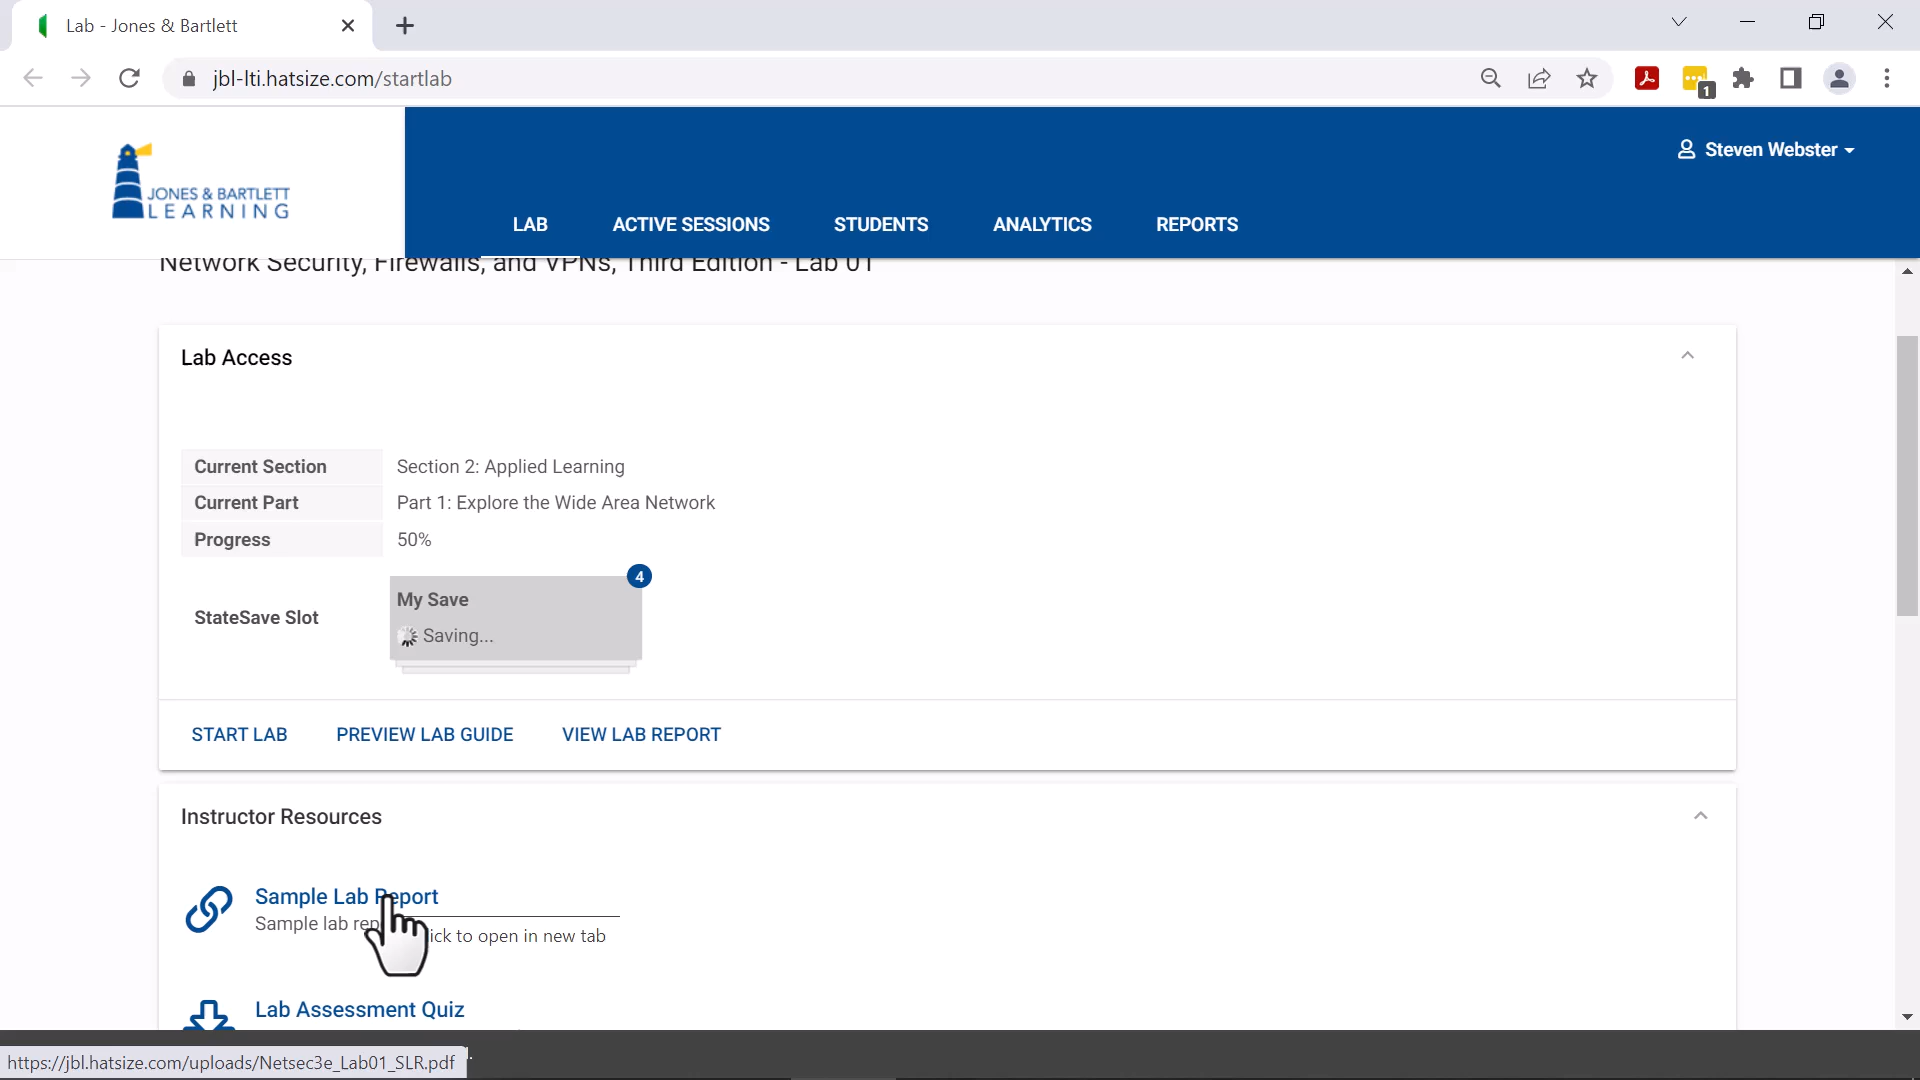 Lab - Jones & Bartlett
jbl-lti.hatsize.com/startlab
1
JONES & BARTLETT
LEARNING
Steven Webster
LAB ACTIVE SESSIONS STUDENTS ANALYTICS REPORTS
Network Security, Firewalls, and VPNs, Third Edition - Lab 01
Lab Access
Current Section Section 2: Applied Learning
Current Part Part 1: Explore the Wide Area Network
Progress 50%
4
My Save
StateSave Slot
Saving...
START LAB PREVIEW LAB GUIDE VIEW LAB REPORT
Instructor Resources
Sample Lab Report
Sample lab
to open in new tab
Lab Assessment Quiz
https://jbl.hatsize.com/uploads/Netsec3e_Lab01_SLR.pdf